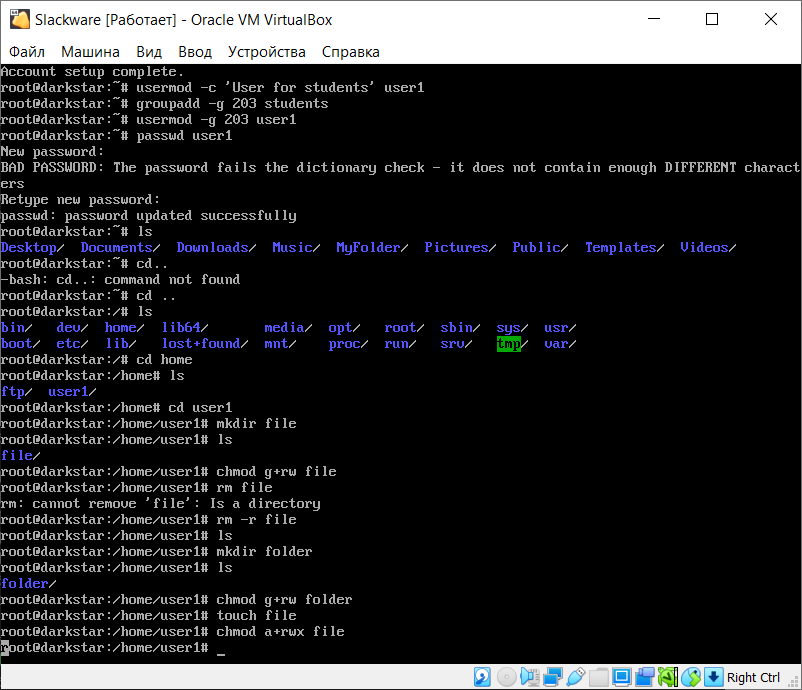 Slackware [Работает] - Oracle VM VirtualBox
Файл Машина Вид Ввод Устройства Справка
Account setup complete.
root@darkstar:~# usermod -c 'User for students' user1
root@darkstar:~# groupadd -g 203 students
root@darkstar:~# usermod -g 203 user1
root@darkstar:~# passwd user1
New password:
BAD PASSWORD: The password fails the dictionary check - it does not contain enough DIFFERENT charact
ers
Retype new password:
passwd: password updated successfully
root@darkstar:~# ls
Desktop/  Documents/  Downloads/  Music/  MyFolder/  Pictures/  Public/  Templates/  Videos/
root@darkstar:~# cd..
-bash: cd..: command not found
root@darkstar:~# cd ..
root@darkstar:/# ls
bin/   dev/  home/  lib64/       media/  opt/   root/  sbin/  sys/  usr/
boot/  etc/  lib/   lost+found/  mnt/    proc/  run/   srv/   tmp/  var/
root@darkstar:/# cd home
root@darkstar:/home# ls
ftp/  user1/
root@darkstar:/home# cd user1
root@darkstar:/home/user1# mkdir file
root@darkstar:/home/user1# ls
file/
root@darkstar:/home/user1# chmod g+rw file
root@darkstar:/home/user1# rm file
rm: cannot remove 'file': Is a directory
root@darkstar:/home/user1# rm -r file
root@darkstar:/home/user1# ls
root@darkstar:/home/user1# mkdir folder
root@darkstar:/home/user1# ls
folder/
root@darkstar:/home/user1# chmod g+rw folder
root@darkstar:/home/user1# touch file
root@darkstar:/home/user1# chmod a+rwx file
root@darkstar:/home/user1# _
Right Ctrl